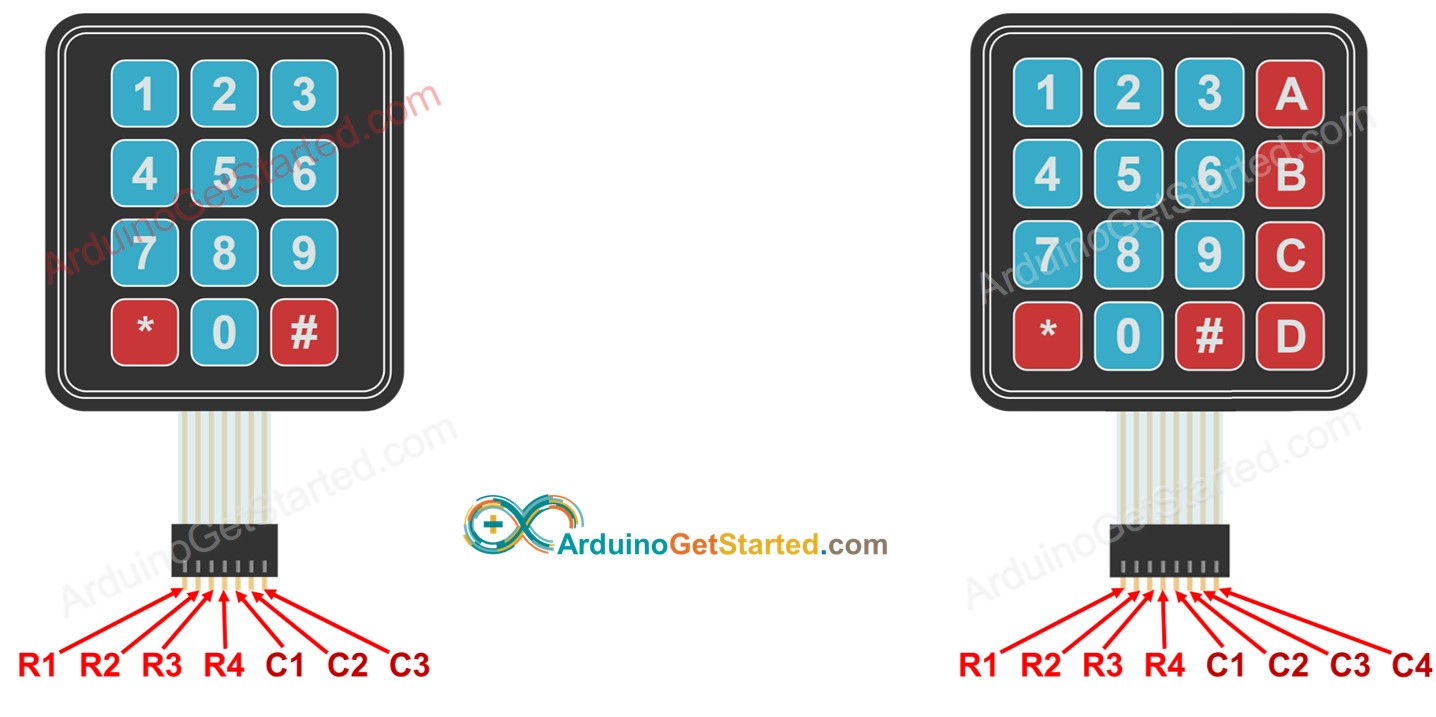 1 2 3
4 5 6
7 8 9
* 0 #
ArduinoGetStarted.com
ArduinoGetStarted.com
R1 R2 R3 R4 C1 C2 C3
ArduinoGetStarted.com
1 2 3 A
4 5 6 B
7 8 9 C
* 0 # D
ArduinoGetStarted.com
ArduinoGetStarted.com
R1 R2 R3 R4 C1 C2 C3 C4